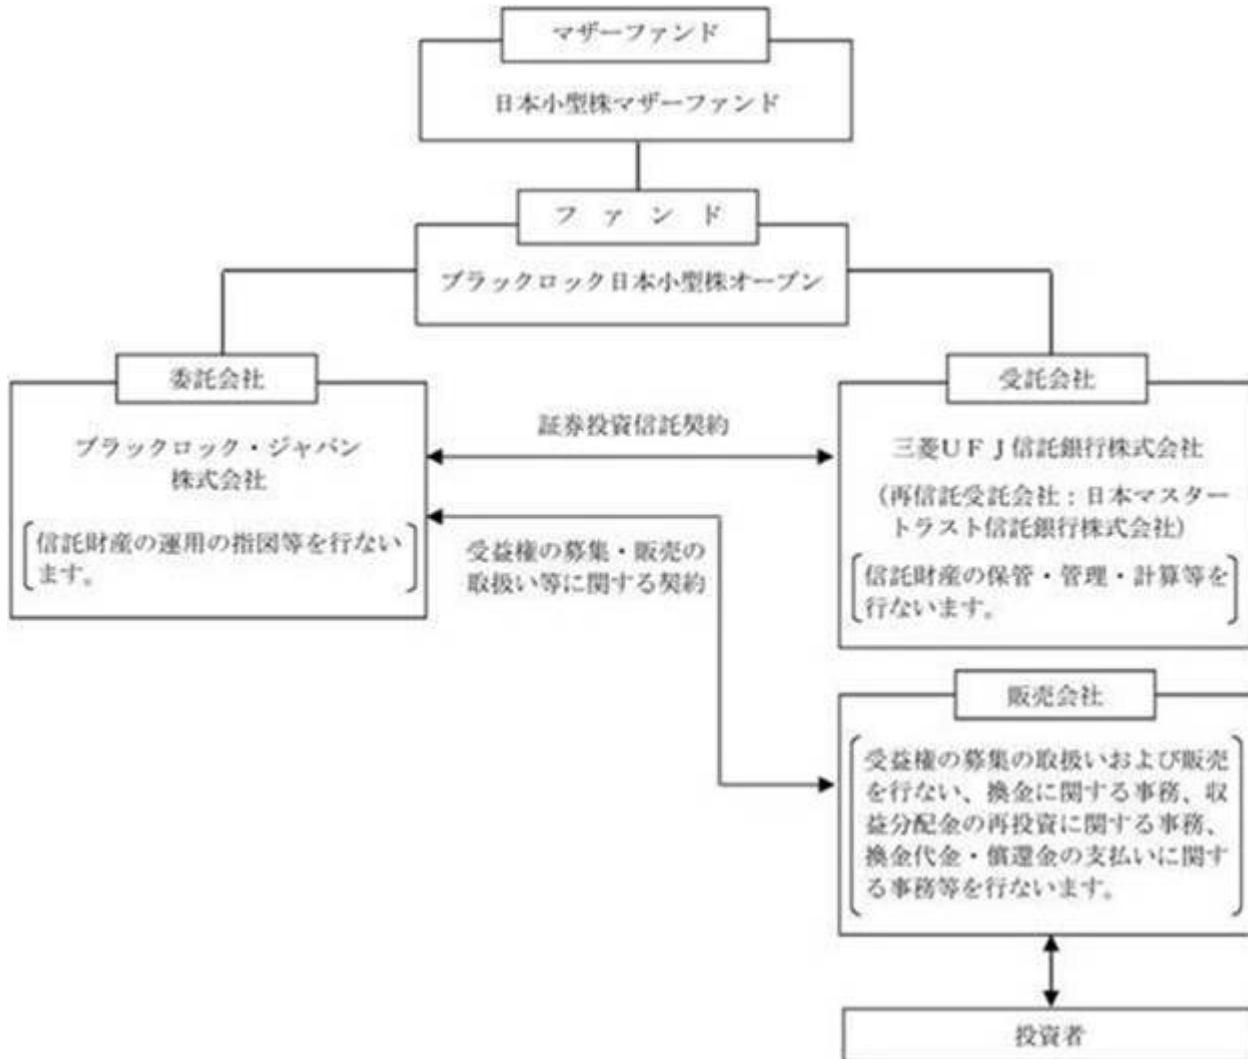 マザーファンド
日本小型株マザーファンド
ファンド
ブラックロック日本小型株オープン
委託会社
ブラックロック・ジャパン
株式会社
信託財産の運用の指図等を行ない
ます。
証券投資信託契約
受益権の募集・販売の
取扱い等に関する契約
受託会社
三菱UFJ信託銀行株式会社
（再信託受託会社：日本マスター
トラスト信託銀行株式会社）
信託財産の保管・管理・計算等を
行ないます。
販売会社
受益権の募集の取扱いおよび販売
を行ない、換金に関する事務、収
益分配金の再投資に関する事務、
換金代金・償還金の支払いに関す
る事務等を行ないます。
投資者